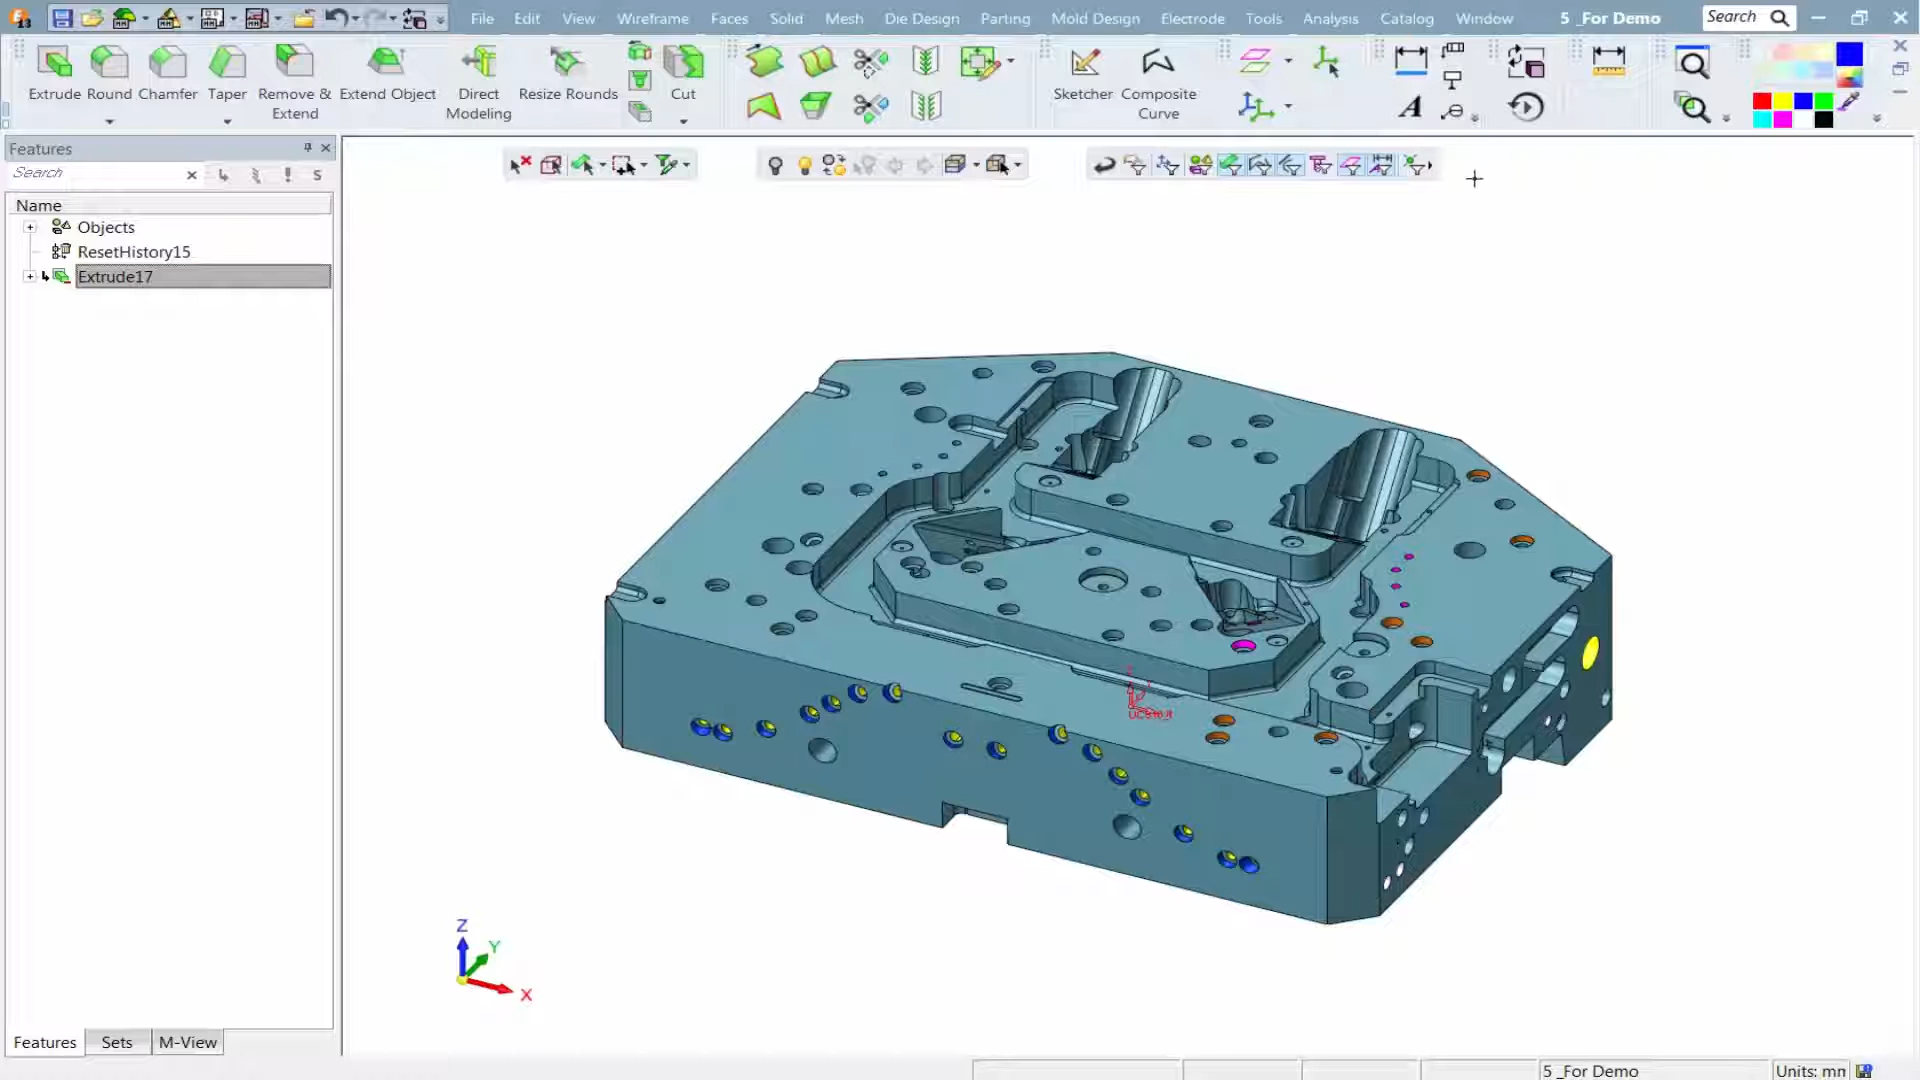 File Edit View Wireframe Faces Solid Mesh Die Design Parting Mold Design Electrode Tools Analysis Catalog Window 5 _For Demo Search
Extrude Round Chamfer Taper Remove & Extend Extend Object Direct Modeling Resize Rounds Cut Sketcher Composite Curve
Features
Search
S
Name
Objects
ResetHistory15
Extrude17
Z
Y
X
Features Sets M-View
5 _For Demo Units: mm